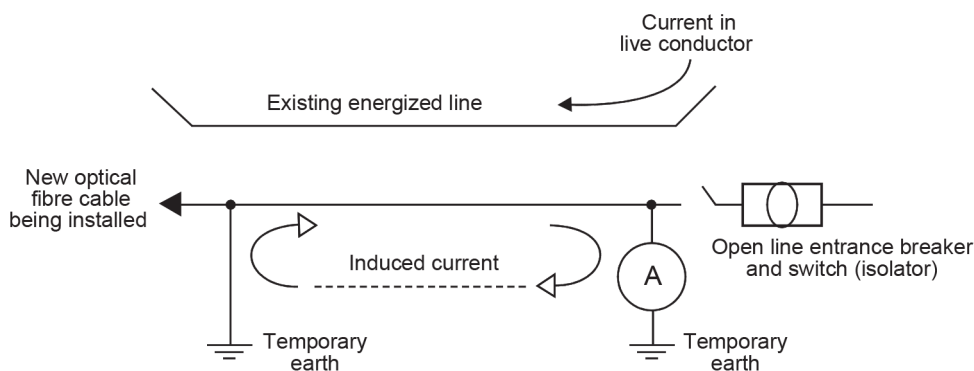 Current in
live conductor
Existing energized line
New optical
fibre cable
being installed
Induced current
A
Open line entrance breaker
and switch (isolator)
Temporary
earth
Temporary
earth